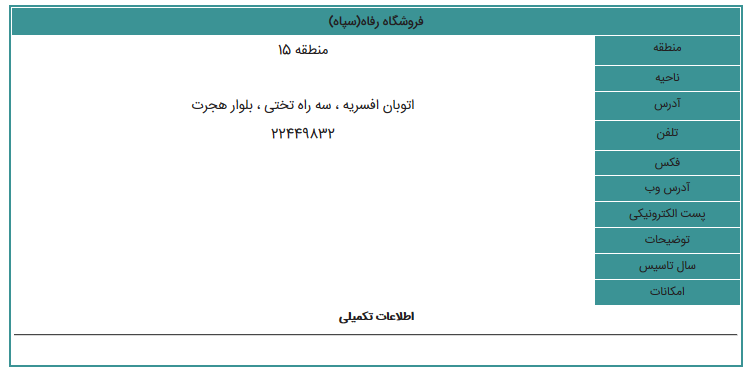 فروشگاه رفاه(سپاه)
منطقه منطقه ۱۵
ناحیه
آدرس اتوبان افسریه ، سه راه تختی ، بلوار هجرت
تلفن ۲۲۴۴۹۸۳۲
فکس
آدرس وب
پست الکترونیکی
توضیحات
سال تاسیس
امکانات
اطلاعات تکمیلی